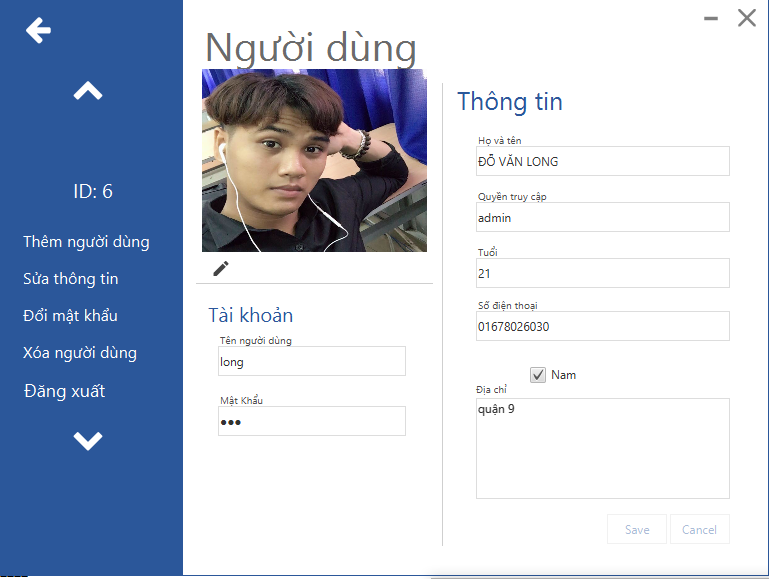 Người dùng
ID: 6
Thêm người dùng
Sửa thông tin
Đổi mật khẩu
Xóa người dùng
Đăng xuất
Tài khoản
Tên người dùng
long
Mật Khẩu
●●●
Thông tin
Họ và tên
ĐỖ VĂN LONG
Quyền truy cập
admin
Tuổi
21
Số điện thoại
01678026030
Nam
Địa chỉ
quận 9
Save Cancel